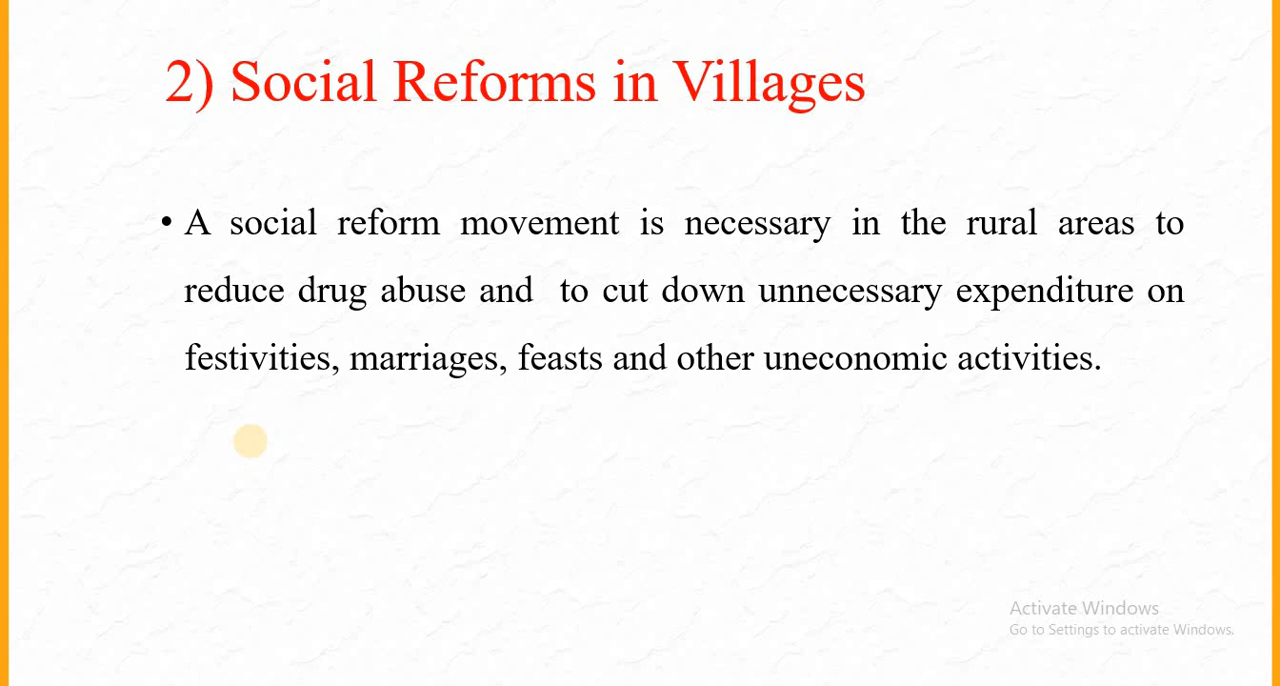 2) Social Reforms in Villages
• A social reform movement is necessary in the rural areas to
reduce drug abuse and  to cut down unnecessary expenditure on
festivities, marriages, feasts and other uneconomic activities.
Activate Windows
Go to Settings to activate Windows.